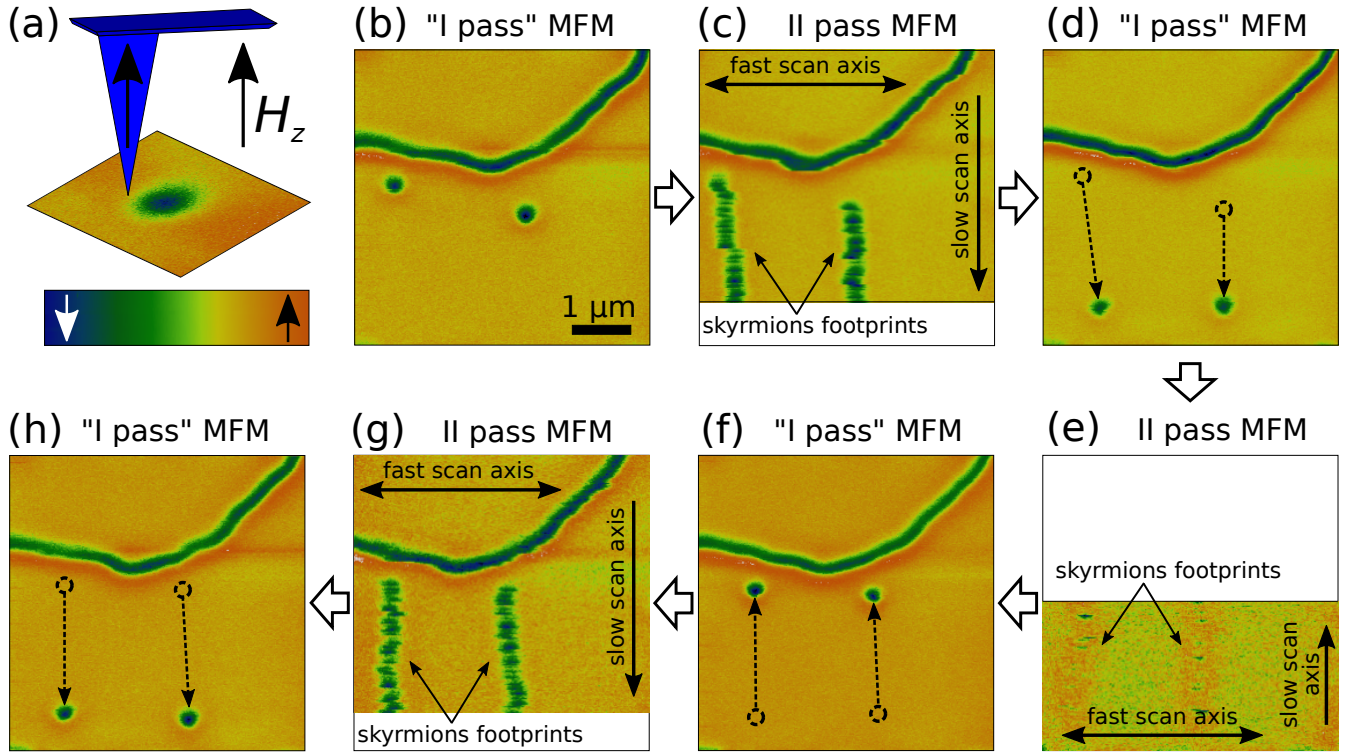 (a)
H_z
(b) "I pass" MFM
1 μm
(c) II pass MFM
fast scan axis
slow scan axis
skyrmions footprints
(d) "I pass" MFM
(h) "I pass" MFM
(g) II pass MFM
fast scan axis
slow scan axis
skyrmions footprints
(f) "I pass" MFM
(e) II pass MFM
skyrmions footprints
slow scan
axis
fast scan axis